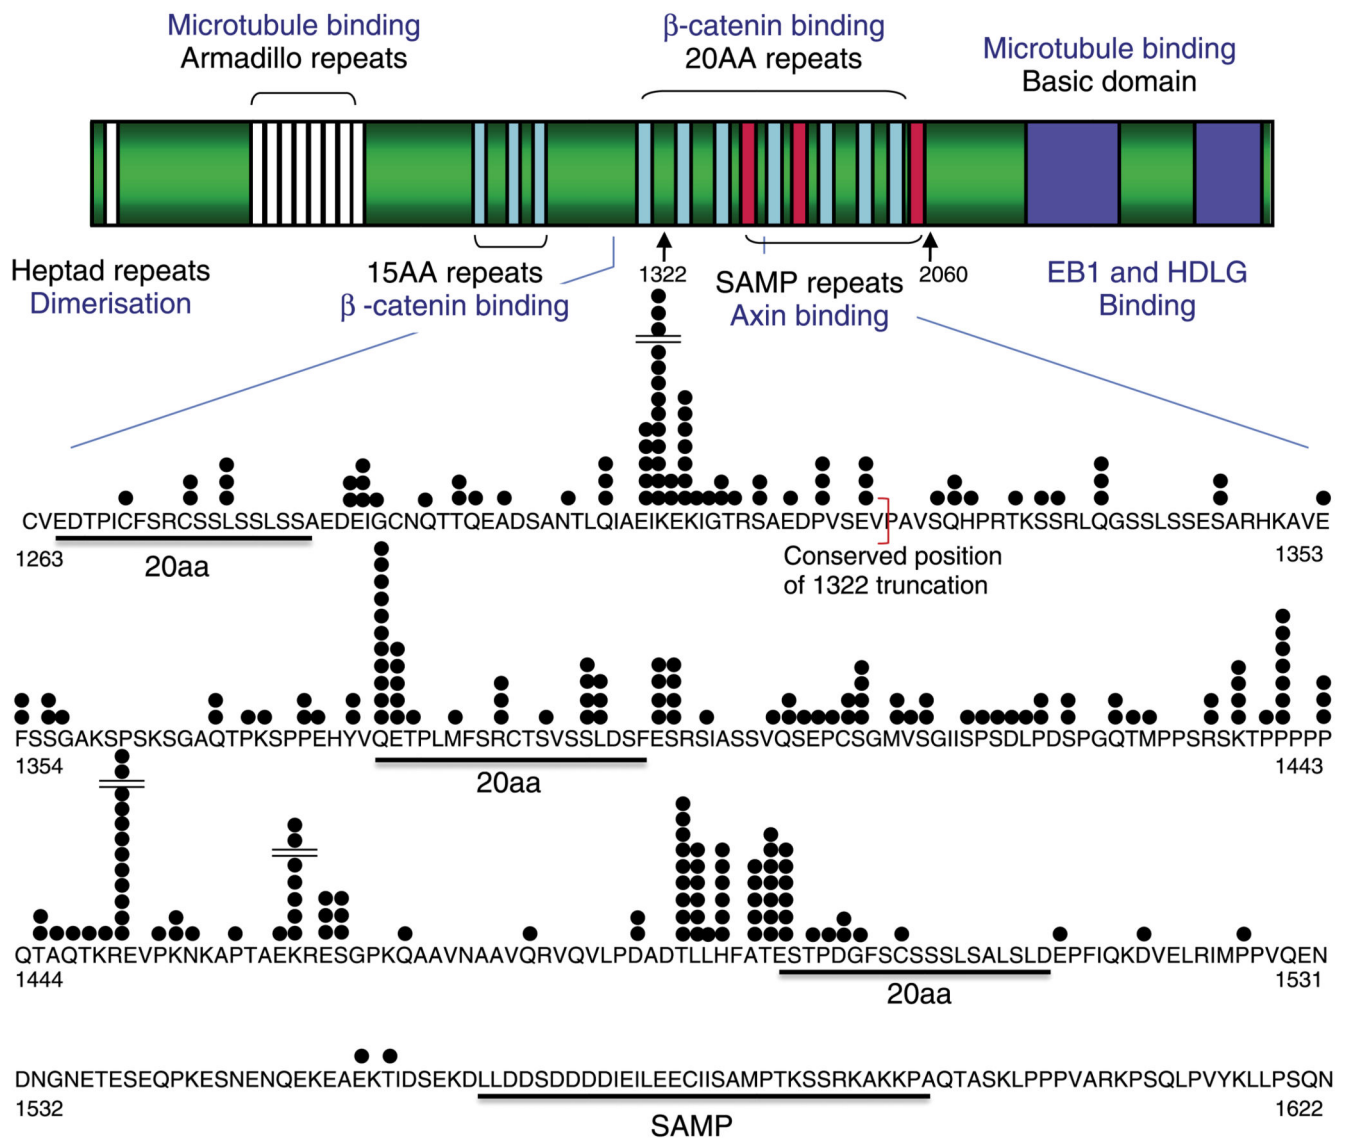 Microtubule binding
Armadillo repeats
β-catenin binding
20AA repeats
Microtubule binding
Basic domain
Heptad repeats
Dimerisation
15AA repeats
β -catenin binding
1322
SAMP repeats
Axin binding
2060
EB1 and HDLG
Binding
CVEDTPICFSRCSSLSSLSSAEDEIGCNQTTQEADSANTLQIAEIKEKIGTRSAEDPVSEVPAVSQHPRTKSSRLQGSSLSSESARHKAVE
1263
20aa
Conserved position
of 1322 truncation
1353
FSSGAKSPSKSGAQTPKSPPEHYVQETPLMFSRCTSVSSLDSFESRSIASSVQSEPCSGMVSGIISPSDLPDSPGQTMPPSRSKTPPPPP
1354
20aa
1443
QTAQTKREVPKNKAPTAEKRESGPKQAAVNAAVQRVQVLPDADTLLHFATESTPDGFSCSSSLSALSLDEPFIQKDVELRIMPPVQEN
1444
20aa
1531
DNGNETESEQPKESNENQEKEAEKTIDSEKDLLDDSDDDDIEILEECIISAMPTKSSRKAKKPAQTASKLPPPVARKPSQLPVYKLLPSQN
1532
SAMP
1622